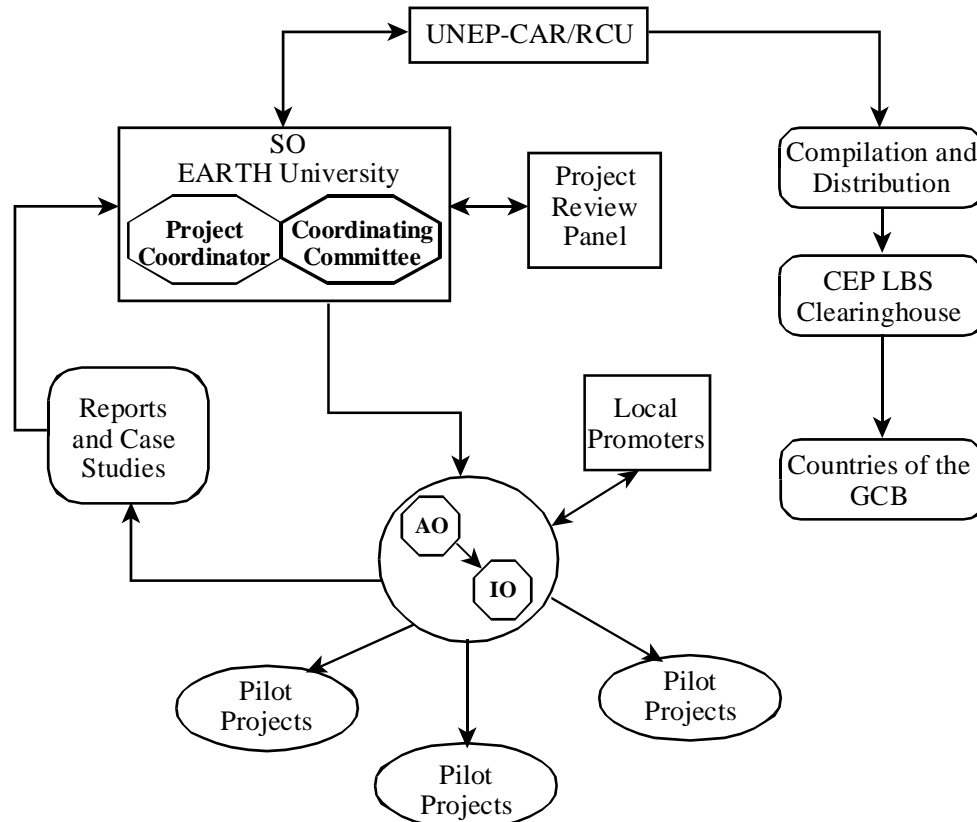 UNEP-CAR/RCU
SO
EARTH University
Project
Coordinator
Coordinating
Committee
Project
Review
Panel
Compilation and
Distribution
CEP LBS
Clearinghouse
Reports
and Case
Studies
Local
Promoters
Countries of the
GCB
AO
IO
Pilot
Projects
Pilot
Projects
Pilot
Projects